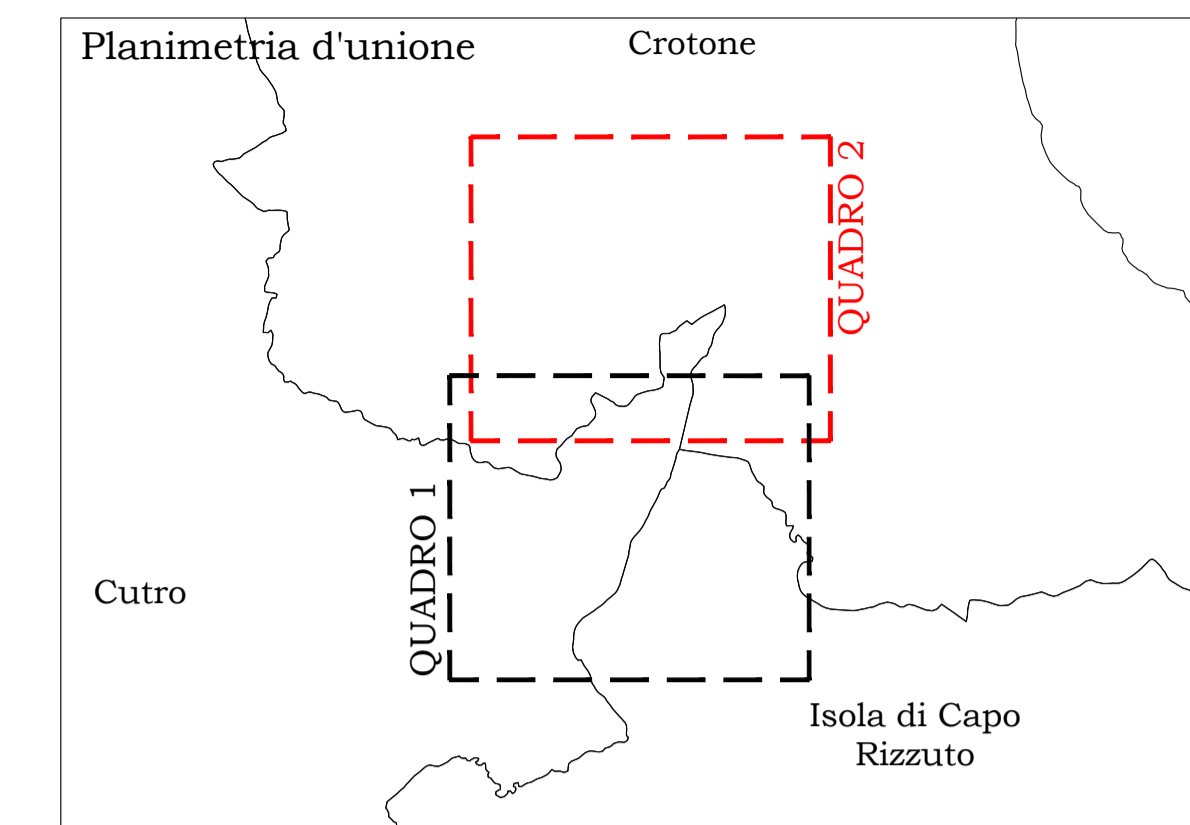 Planimetria d'unione
Crotone
QUADRO 2
QUADRO 1
Cutro
Isola di Capo
Rizzuto